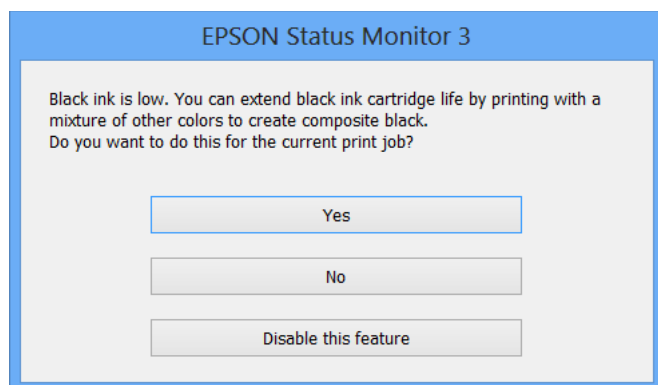 EPSON Status Monitor 3
Black ink is low. You can extend black ink cartridge life by printing with a
mixture of other colors to create composite black.
Do you want to do this for the current print job?
Yes
No
Disable this feature